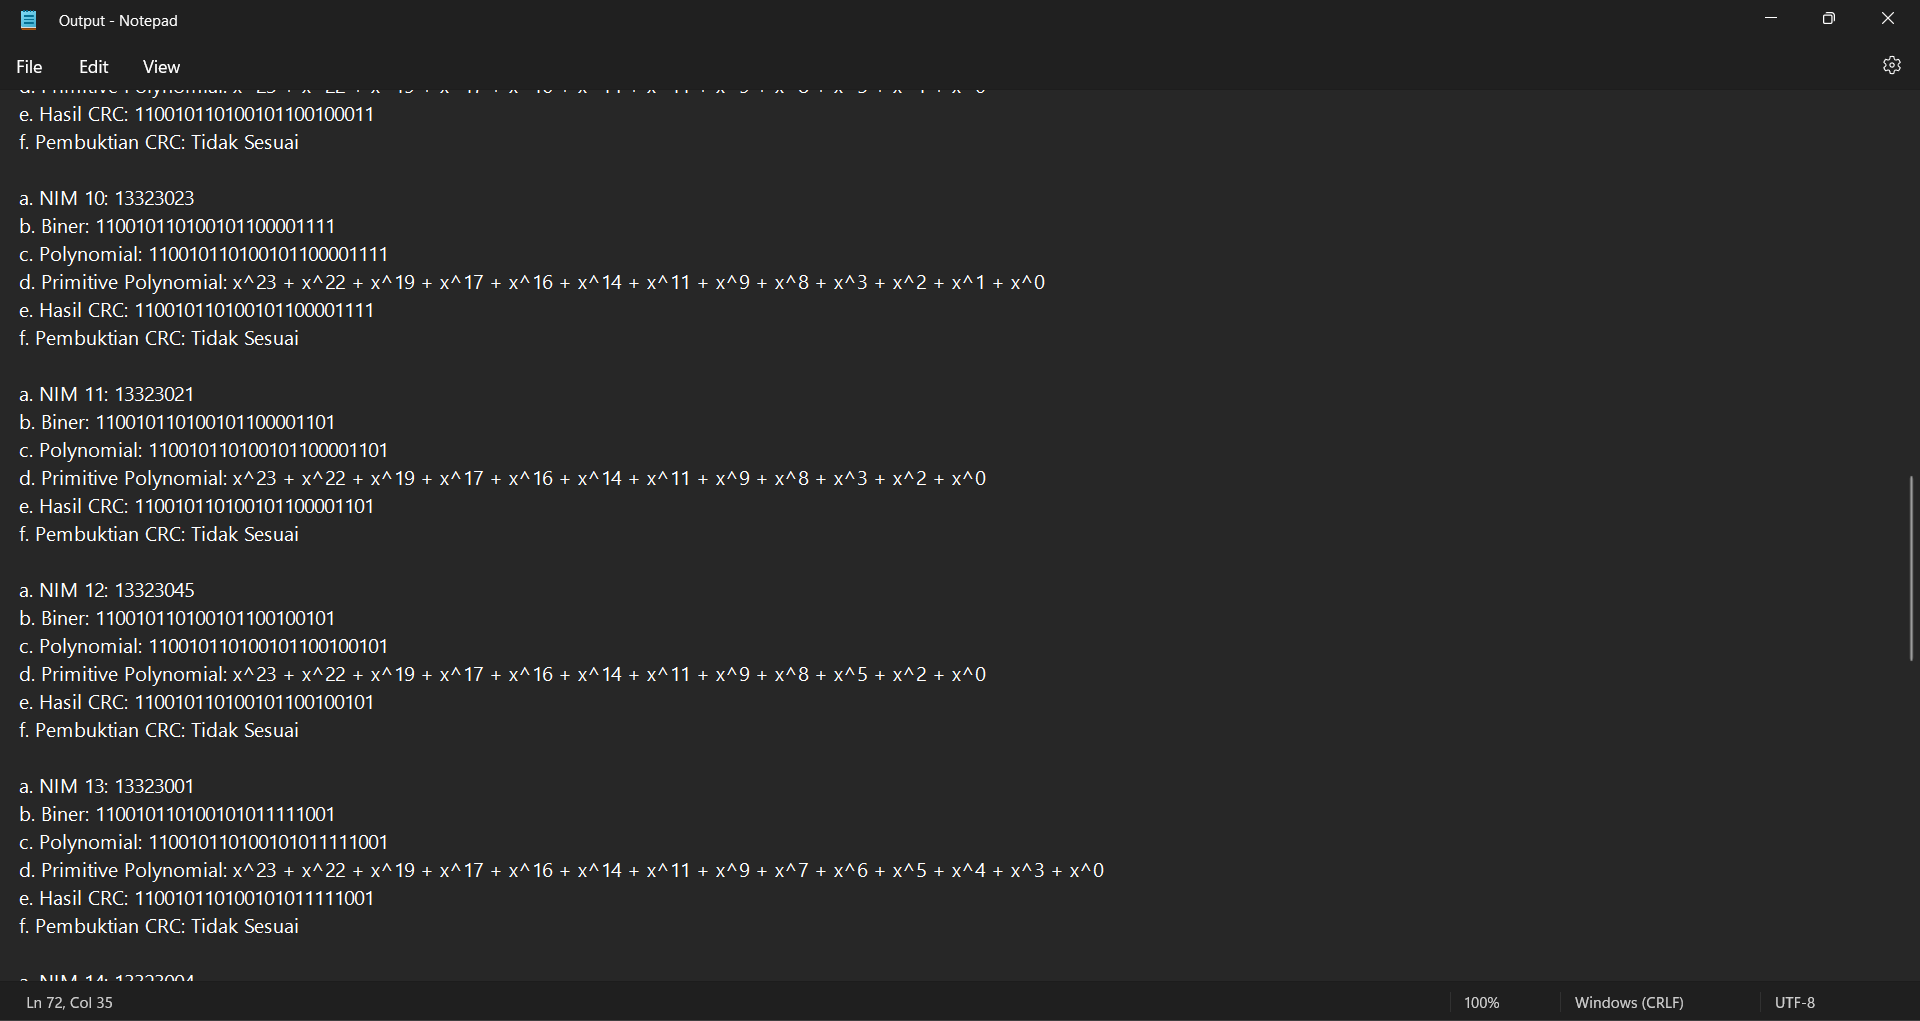 Output - Notepad
File Edit View
e. Hasil CRC: 110010110100101100100011
f. Pembuktian CRC: Tidak Sesuai
a. NIM 10: 13323023
b. Biner: 110010110100101100001111
c. Polynomial: 110010110100101100001111
d. Primitive Polynomial: x^23 + x^22 + x^19 + x^17 + x^16 + x^14 + x^11 + x^9 + x^8 + x^3 + x^2 + x^1 + x^0
e. Hasil CRC: 110010110100101100001111
f. Pembuktian CRC: Tidak Sesuai
a. NIM 11: 13323021
b. Biner: 110010110100101100001101
c. Polynomial: 110010110100101100001101
d. Primitive Polynomial: x^23 + x^22 + x^19 + x^17 + x^16 + x^14 + x^11 + x^9 + x^8 + x^3 + x^2 + x^0
e. Hasil CRC: 110010110100101100001101
f. Pembuktian CRC: Tidak Sesuai
a. NIM 12: 13323045
b. Biner: 110010110100101100100101
c. Polynomial: 110010110100101100100101
d. Primitive Polynomial: x^23 + x^22 + x^19 + x^17 + x^16 + x^14 + x^11 + x^9 + x^8 + x^5 + x^2 + x^0
e. Hasil CRC: 110010110100101100100101
f. Pembuktian CRC: Tidak Sesuai
a. NIM 13: 13323001
b. Biner: 110010110100101011111001
c. Polynomial: 110010110100101011111001
d. Primitive Polynomial: x^23 + x^22 + x^19 + x^17 + x^16 + x^14 + x^11 + x^9 + x^7 + x^6 + x^5 + x^4 + x^3 + x^0
e. Hasil CRC: 110010110100101011111001
f. Pembuktian CRC: Tidak Sesuai
a. NIM 14: 13323004
Ln 72, Col 35 100% Windows (CRLF) UTF-8